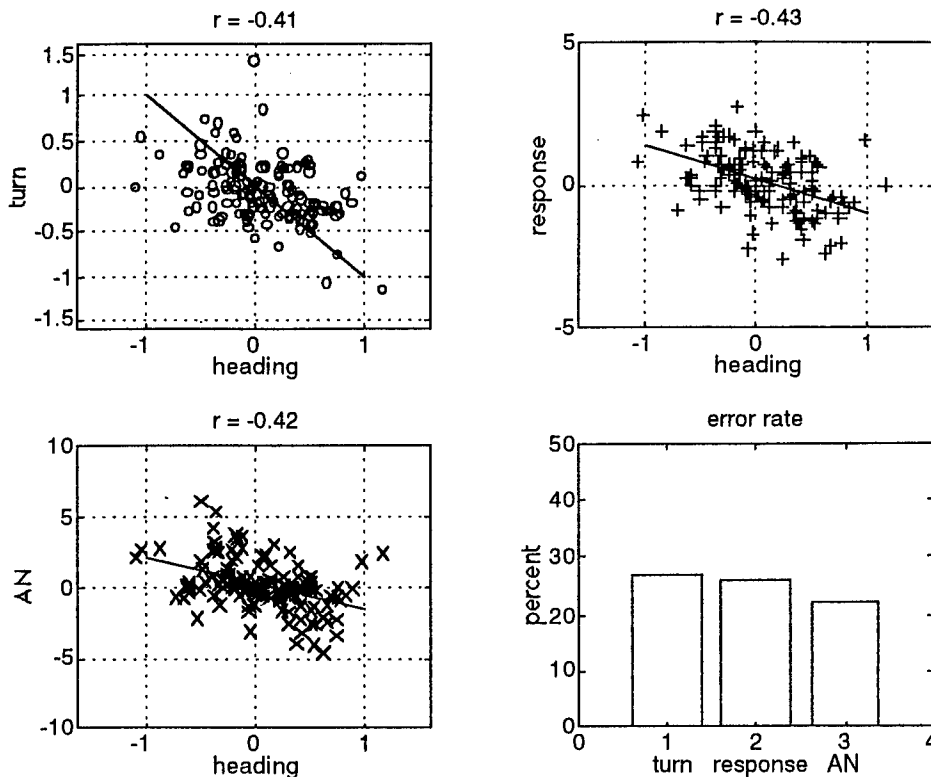 r = -0.41
1.5
1
0.5
0
-0.5
-1
-1.5
turn
-1 0 1
heading
r = -0.43
5
0
-5
response
-1 0 1
heading
r = -0.42
10
5
0
-5
-10
AN
-1 0 1
heading
error rate
50
40
30
20
10
0
percent
0 1 2 3 4
turn response AN